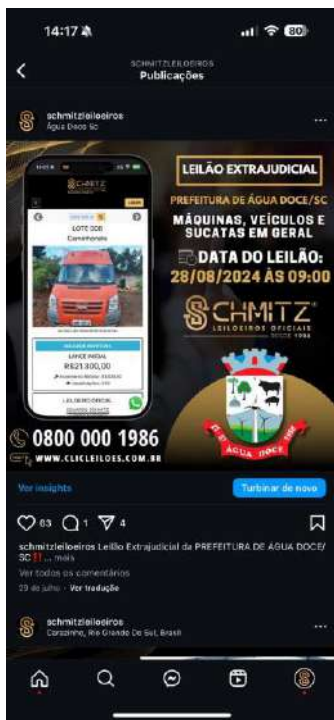 14:17
80
SCHMITZLEILOEIROS
Publicações
schmitzleiloeiros
Água Doce Sc
SCHMITZ
LOTE 008
Caminhonete
LANCE INICIAL
R$21.300,00
LEILOEIRO OFICIAL
LEILÃO EXTRAJUDICIAL
PREFEITURA DE ÁGUA DOCE/SC
MÁQUINAS, VEÍCULOS E
SUCATAS EM GERAL
DATA DO LEILÃO:
28/08/2024 ÀS 09:00
SCHMITZ
LEILOEIROS OFICIAIS
DESDE 1986
ÁGUA DOCE
0800 000 1986
WWW.CLICLEILOES.COM.BR
Ver insights
Turbinar de novo
63 1 4
schmitzleiloeiros Leilão Extrajudicial da PREFEITURA DE ÁGUA DOCE/
SC‼️... mais
Ver todos os comentários
29 de julho · Ver tradução
schmitzleiloeiros
Carazinho, Rio Grande Do Sul, Brasil